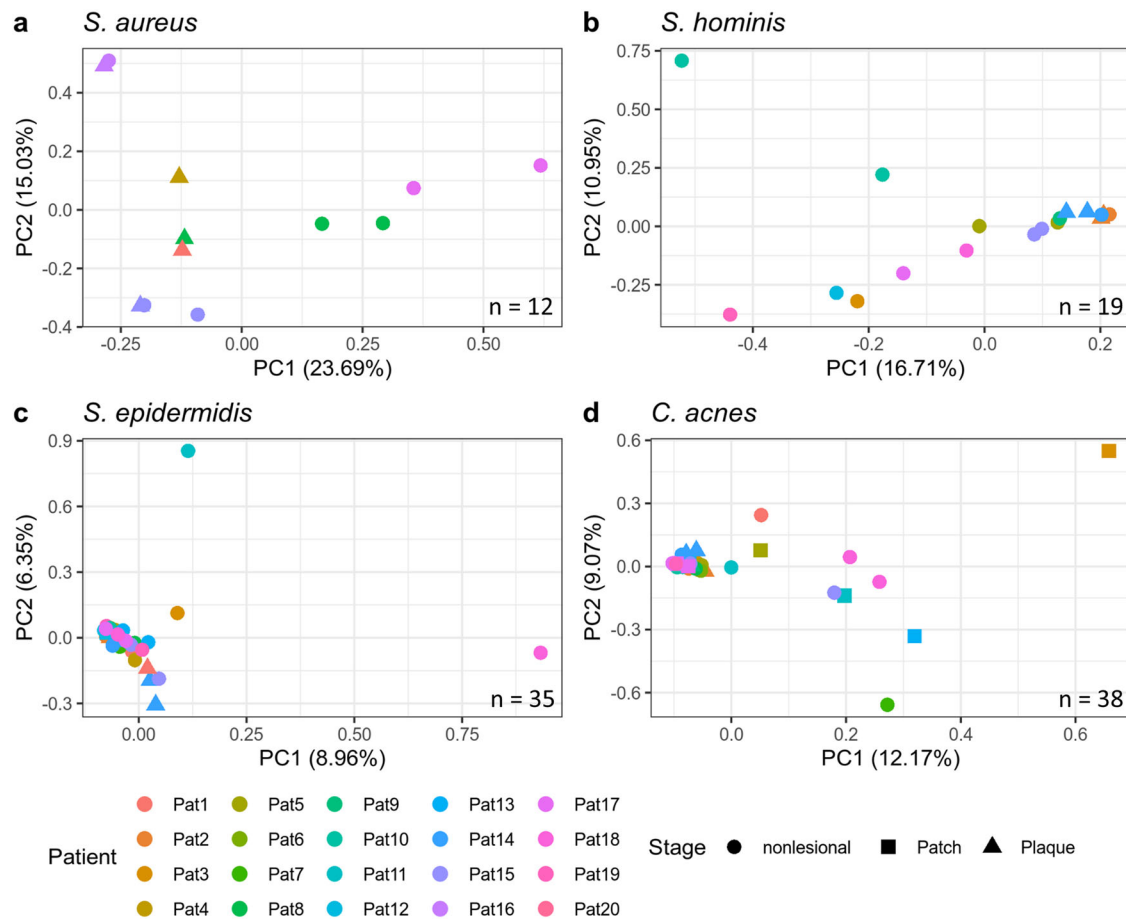 a S. aureus
PC2 (15.03%)
0.4
0.2
0.0
-0.2
-0.4
-0.25 0.00 0.25 0.50
PC1 (23.69%)
n = 12
b S. hominis
PC2 (10.95%)
0.75
0.50
0.25
0.00
-0.25
-0.4 -0.2 0.0 0.2
PC1 (16.71%)
n = 19
c S. epidermidis
PC2 (6.35%)
0.9
0.6
0.3
0.0
-0.3
0.00 0.25 0.50 0.75
PC1 (8.96%)
n = 35
d C. acnes
PC2 (9.07%)
0.6
0.3
0.0
-0.3
-0.6
0.0 0.2 0.4 0.6
PC1 (12.17%)
n = 38
Patient
Pat1 Pat5 Pat9 Pat13 Pat17
Pat2 Pat6 Pat10 Pat14 Pat18
Pat3 Pat7 Pat11 Pat15 Pat19
Pat4 Pat8 Pat12 Pat16 Pat20
Stage nonlesional Patch Plaque